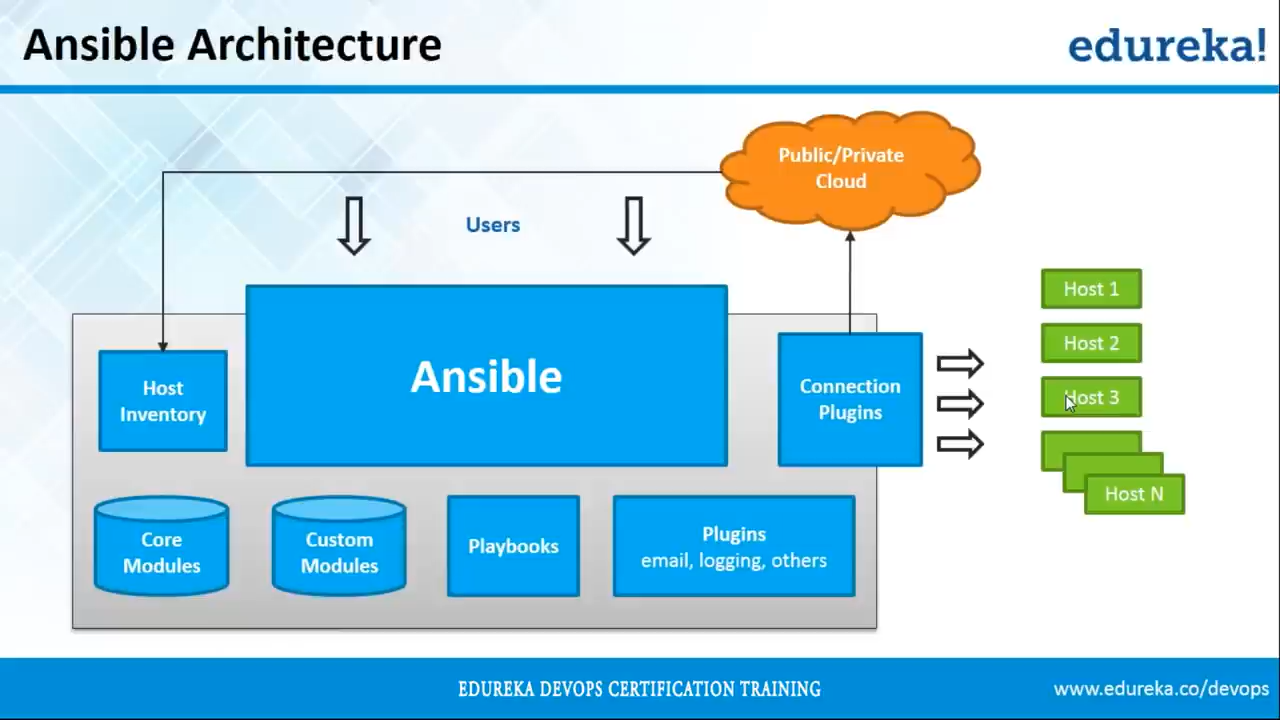 Ansible Architecture
edureka!
Public/Private
Cloud
Users
Host 1
Host 2
Host 3
Host N
Ansible
Host
Inventory
Connection
Plugins
Core
Modules
Custom
Modules
Playbooks
Plugins
email, logging, others
EDUREKA DEVOPS CERTIFICATION TRAINING
www.edureka.co/devops